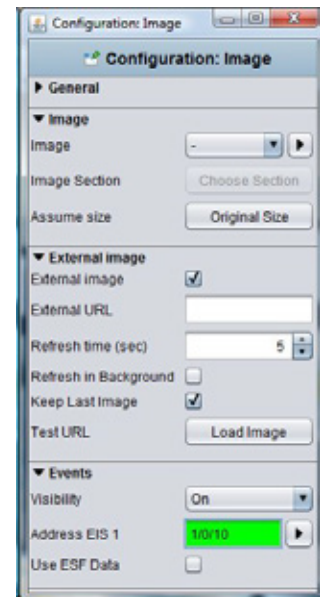 Configuration: Image
Configuration: Image
General
Image
Image -
Image Section Choose Section
Assume size Original Size
External image
External image
External URL
Refresh time (sec) 5
Refresh in Background
Keep Last Image
Test URL Load Image
Events
Visibility On
Address EIS 1 1/0/10
Use ESF Data